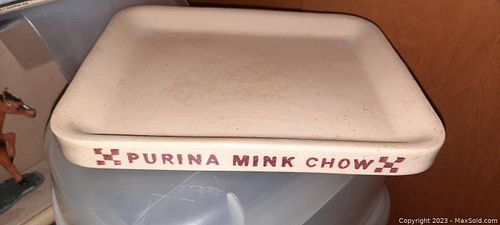 PURINA MINK CHOW
Copyright © 2023 - MaxSold.com